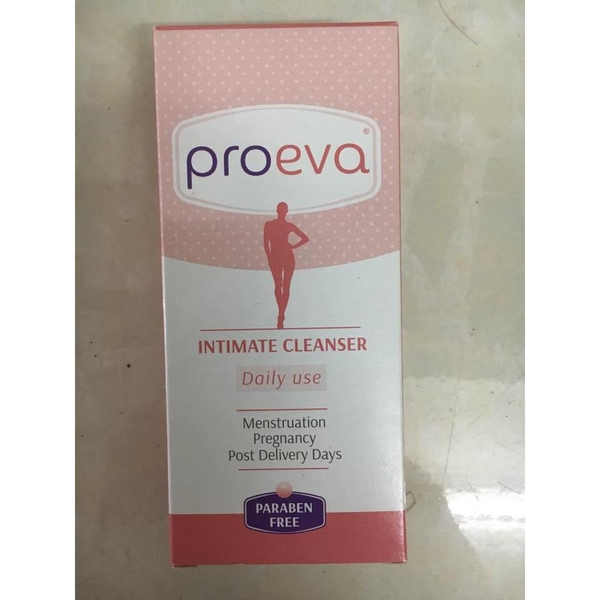 proeva®
INTIMATE CLEANSER
Daily use
Menstruation
Pregnancy
Post Delivery Days
PARABEN
FREE